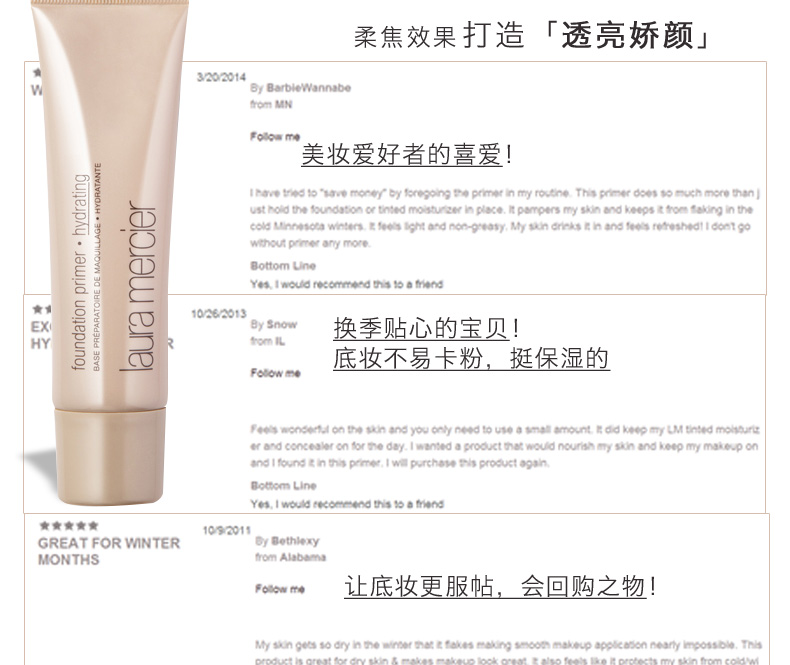 柔焦效果打造「透亮娇颜」
3/20/2014
By BarbieWannabe
from MN
W
Follow me
美妆爱好者的喜爱！
I have tried to "save money" by foregoing the primer in my routine. This primer does so much more than j
ust hold the foundation or tinted moisturizer in place. It pampers my skin and keeps it from flaking in the
cold Minnesota winters. It feels light and non-greasy. My skin drinks it in and feels refreshed! I don't go
without primer any more.
Bottom Line
Yes, I would recommend this to a friend
foundation primer • hydrating
BASE PRÉPARATOIRE DE MAQUILLAGE • HYDRATANTE
laura mercier
10/26/2013
EX
HY R
By Snow
from IL
换季贴心的宝贝！
底妆不易卡粉，挺保湿的
Follow me
Feels wonderful on the skin and you only need to use a small amount. It did keep my LM tinted moisturiz
er and concealer on for the day. I wanted a product that would nourish my skin and keep my makeup on
and I found it in this primer. I will purchase this product again.
Bottom Line
Yes, I would recommend this to a friend
GREAT FOR WINTER
MONTHS
10/9/2011
By Bethlexy
from Alabama
Follow me
让底妆更服帖，会回购之物！
My skin gets so dry in the winter that it flakes making smooth makeup application nearly impossible. This
product is great for dry skin & makes makeup look great. It also feels like it protects my skin from cold/wi